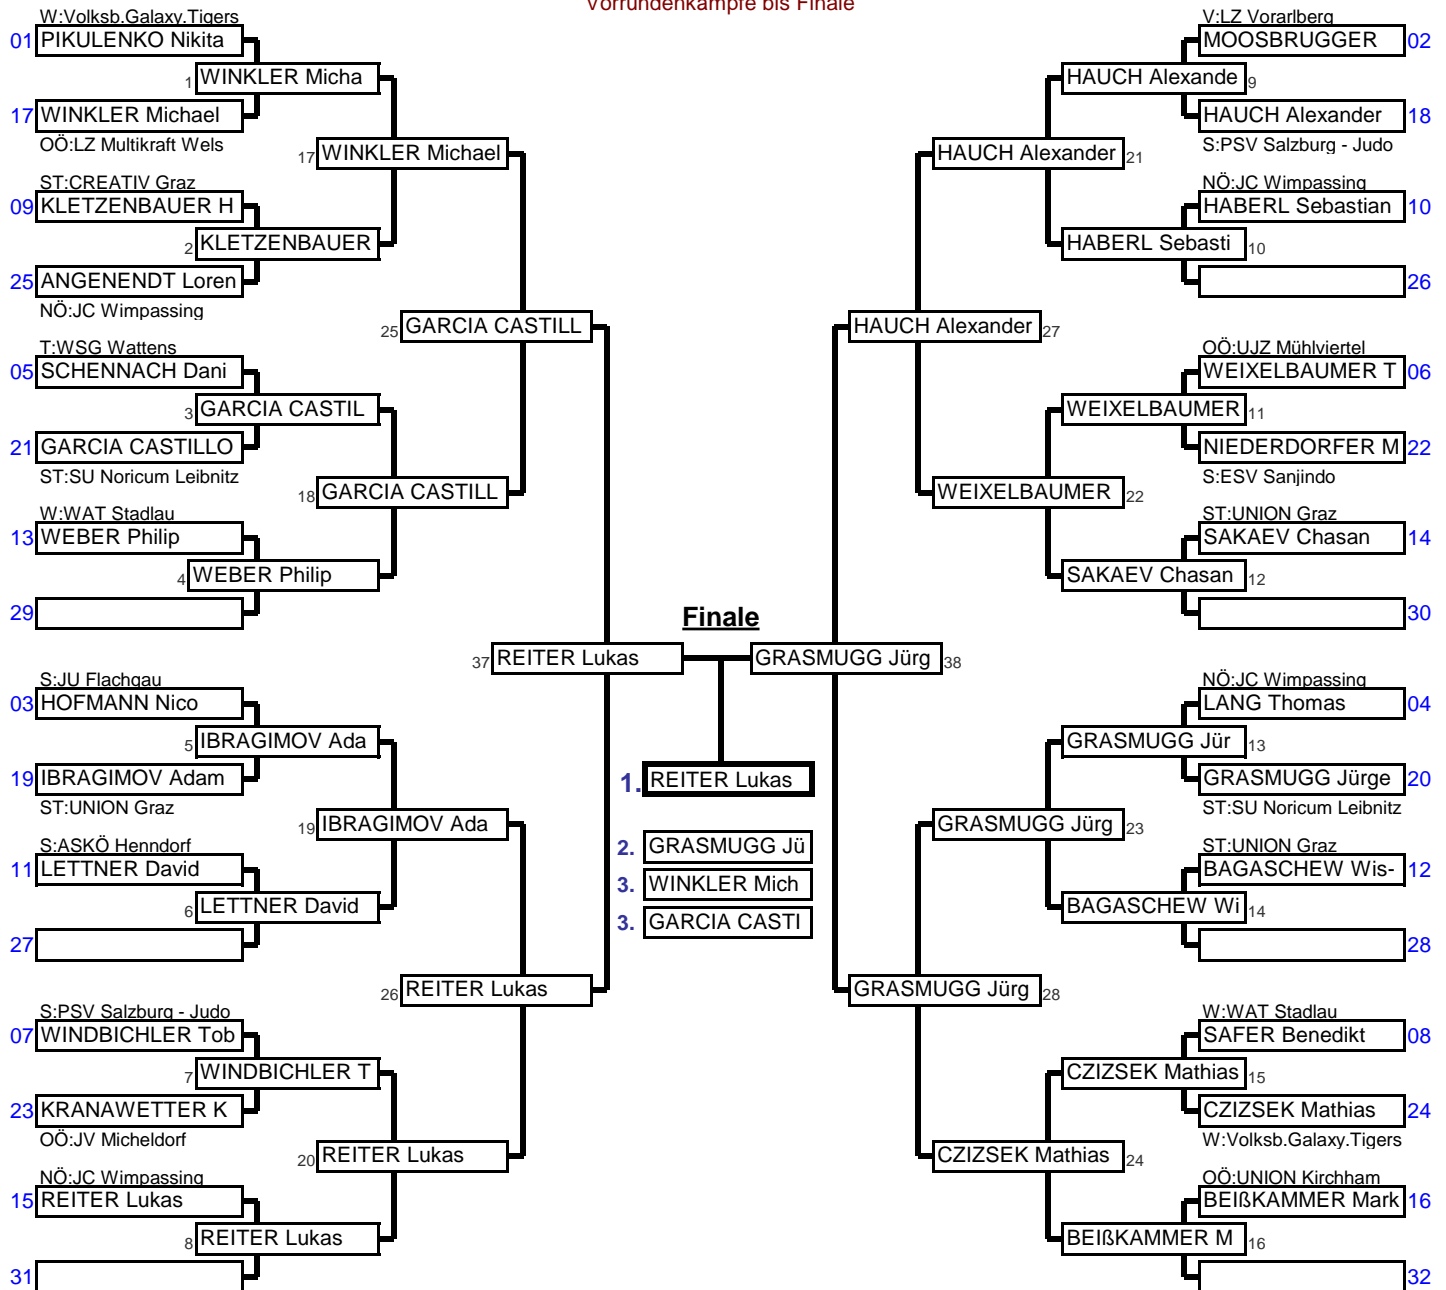 Vorrundenkämpfe bis Finale
W:Volksb.Galaxy.Tigers
01 PIKULENKO Nikita
1 WINKLER Micha
17 WINKLER Michael
OÖ:LZ Multikraft Wels
17 WINKLER Michael
ST:CREATIV Graz
09 KLETZENBAUER H
2 KLETZENBAUER
25 ANGENENDT Loren
NÖ:JC Wimpassing
25 GARCIA CASTILL
T:WSG Wattens
05 SCHENNACH Dani
3 GARCIA CASTIL
21 GARCIA CASTILLO
ST:SU Noricum Leibnitz
18 GARCIA CASTILL
W:WAT Stadlau
13 WEBER Philip
4 WEBER Philip
29
37 REITER Lukas
S:JU Flachgau
03 HOFMANN Nico
5 IBRAGIMOV Ada
19 IBRAGIMOV Adam
ST:UNION Graz
19 IBRAGIMOV Ada
S:ASKÖ Henndorf
11 LETTNER David
6 LETTNER David
27
26 REITER Lukas
S:PSV Salzburg - Judo
07 WINDBICHLER Tob
7 WINDBICHLER T
23 KRANAWETTER K
OÖ:JV Micheldorf
20 REITER Lukas
NÖ:JC Wimpassing
15 REITER Lukas
8 REITER Lukas
31
Finale
1. REITER Lukas
2. GRASMUGG Jü
3. WINKLER Mich
3. GARCIA CASTI
V:LZ Vorarlberg
MOOSBRUGGER 02
HAUCH Alexande 9
HAUCH Alexander 18
S:PSV Salzburg - Judo
HAUCH Alexander 21
NÖ:JC Wimpassing
HABERL Sebastian 10
HABERL Sebasti 10
26
HAUCH Alexander 27
OÖ:UJZ Mühlviertel
WEIXELBAUMER T 06
WEIXELBAUMER 11
NIEDERDORFER M 22
S:ESV Sanjindo
WEIXELBAUMER 22
ST:UNION Graz
SAKAEV Chasan 14
SAKAEV Chasan 12
30
GRASMUGG Jürg 38
NÖ:JC Wimpassing
LANG Thomas 04
GRASMUGG Jür 13
GRASMUGG Jürge 20
ST:SU Noricum Leibnitz
GRASMUGG Jürg 23
ST:UNION Graz
BAGASCHEW Wis- 12
BAGASCHEW Wi 14
28
GRASMUGG Jürg 28
W:WAT Stadlau
SAFER Benedikt 08
CZIZSEK Mathias 15
CZIZSEK Mathias 24
W:Volksb.Galaxy.Tigers
CZIZSEK Mathias 24
OÖ:UNION Kirchham
BEIßKAMMER Mark 16
BEIßKAMMER M 16
32